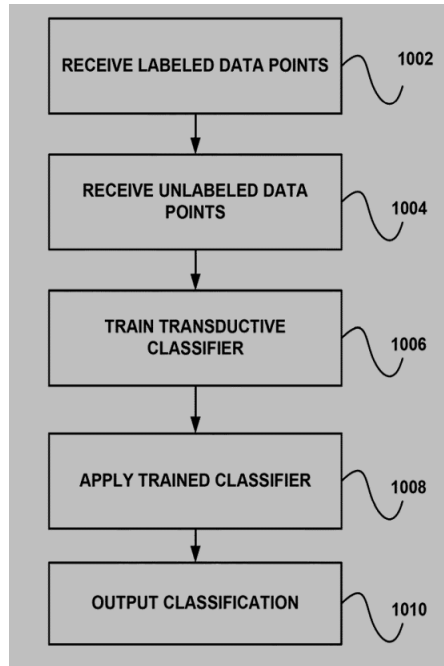 RECEIVE LABELED DATA POINTS
1002
RECEIVE UNLABELED DATA
POINTS
1004
TRAIN TRANSDUCTIVE
CLASSIFIER
1006
APPLY TRAINED CLASSIFIER
1008
OUTPUT CLASSIFICATION
1010